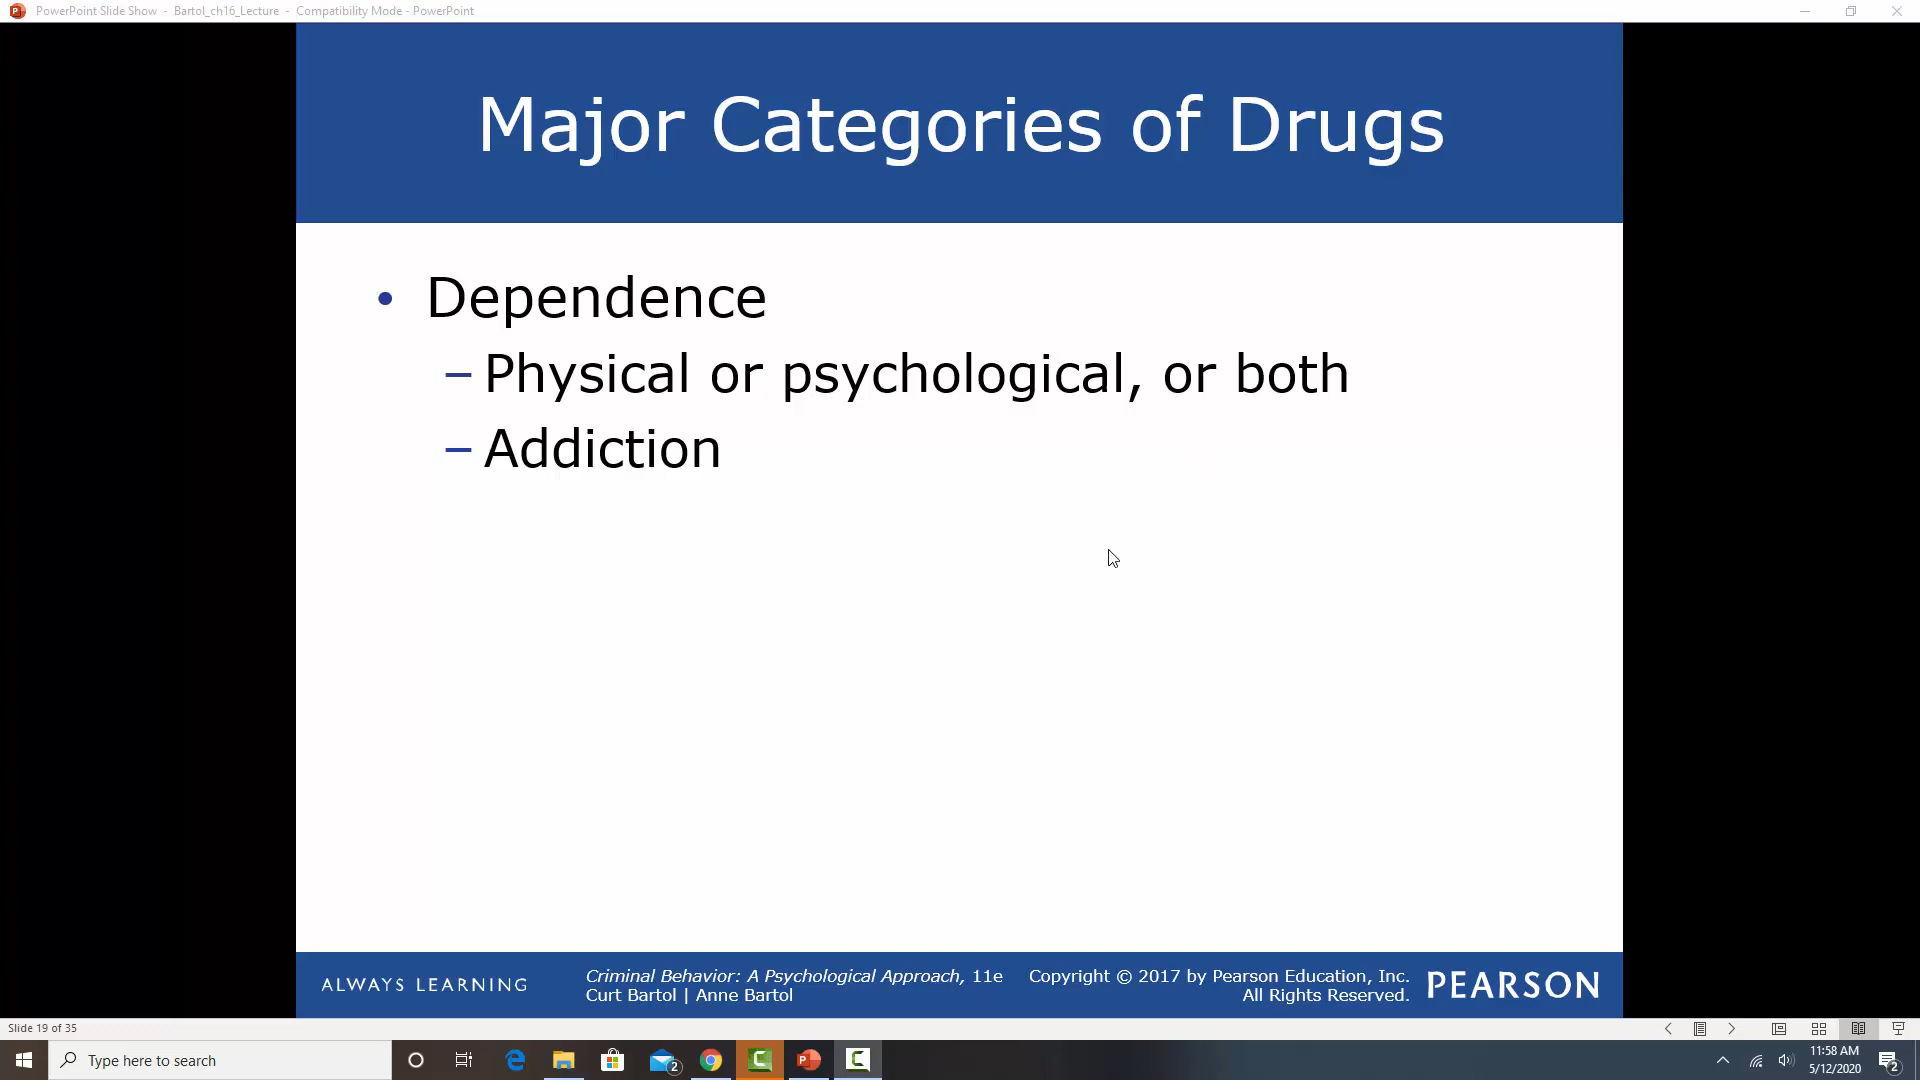 PowerPoint Slide Show - Bartol_ch16_Lecture - Compatibility Mode - PowerPoint
Major Categories of Drugs
• Dependence
– Physical or psychological, or both
– Addiction
ALWAYS LEARNING
Criminal Behavior: A Psychological Approach, 11e
Curt Bartol | Anne Bartol
Copyright © 2017 by Pearson Education, Inc.
All Rights Reserved.
PEARSON
Slide 19 of 35
Type here to search
2
11:58 AM
5/12/2020
2